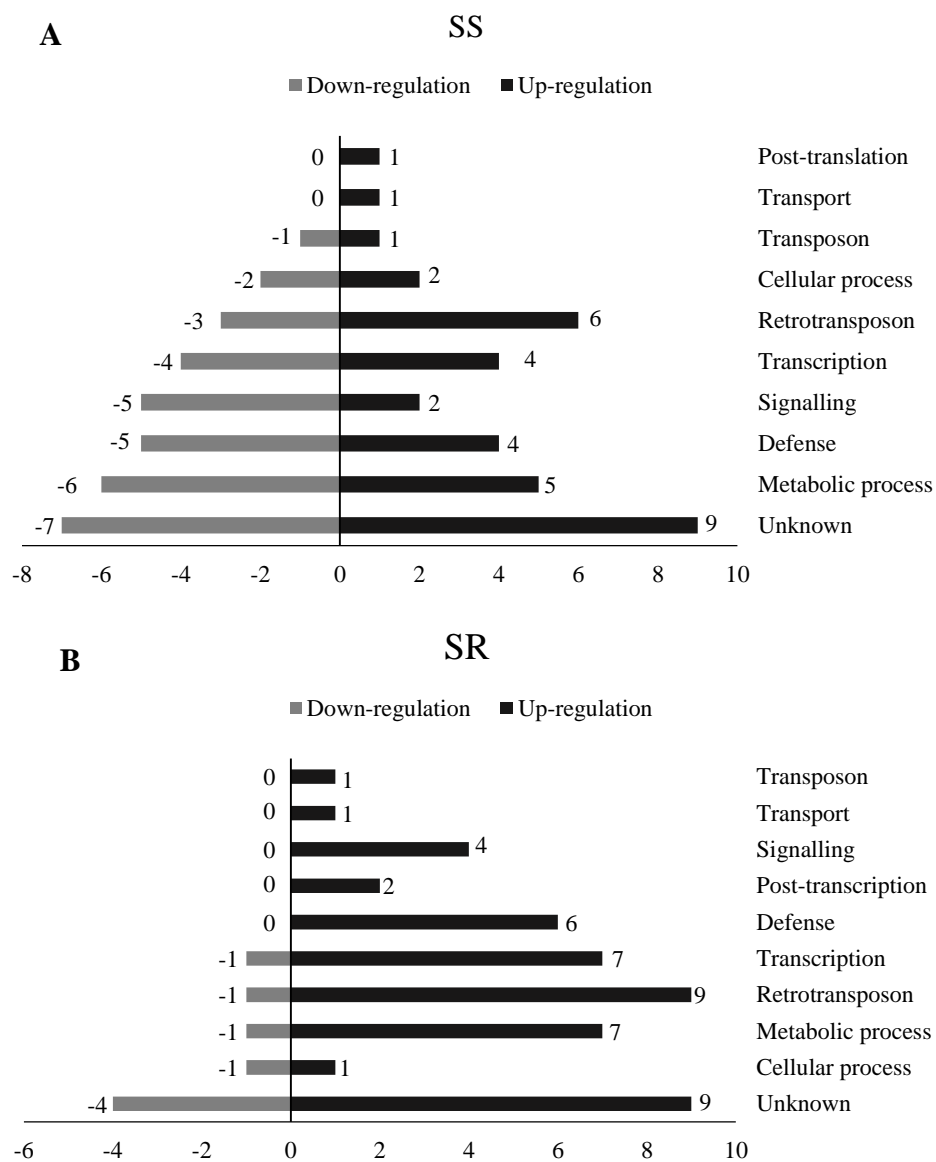 A
SS
Down-regulation Up-regulation
0 1 Post-translation
0 1 Transport
-1 1 Transposon
-2 2 Cellular process
-3 6 Retrotransposon
-4 4 Transcription
-5 2 Signalling
-5 4 Defense
-6 5 Metabolic process
-7 9 Unknown
-8 -6 -4 -2 0 2 4 6 8 10
B
SR
Down-regulation Up-regulation
0 1 Transposon
0 1 Transport
0 4 Signalling
0 2 Post-transcription
0 6 Defense
-1 7 Transcription
-1 9 Retrotransposon
-1 7 Metabolic process
-1 1 Cellular process
-4 9 Unknown
-6 -4 -2 0 2 4 6 8 10